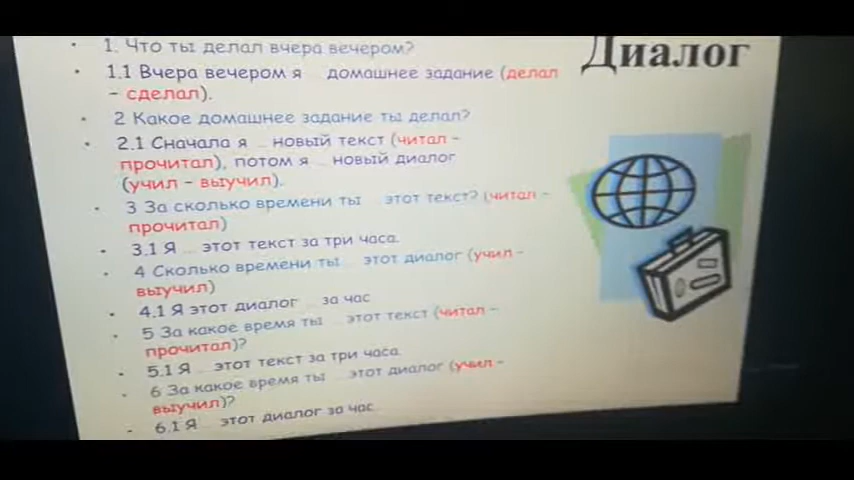 Диалог
1. Что ты делал вчера вечером?
1.1 Вчера вечером я ... домашнее задание (делал
– сделал).
2 Какое домашнее задание ты делал?
2.1 Сначала я ... новый текст (читал –
прочитал), потом я ... новый диалог
(учил – выучил).
3 За сколько времени ты ... этот текст? (читал –
прочитал)
3.1 Я ... этот текст за три часа.
4 Сколько времени ты ... этот диалог (учил –
выучил)
4.1 Я этот диалог ... за час
5 За какое время ты ... этот текст (читал –
прочитал)?
5.1 Я ... этот текст за три часа.
6 За какое время ты ... этот диалог (учил –
выучил)?
6.1 Я ... этот диалог за час